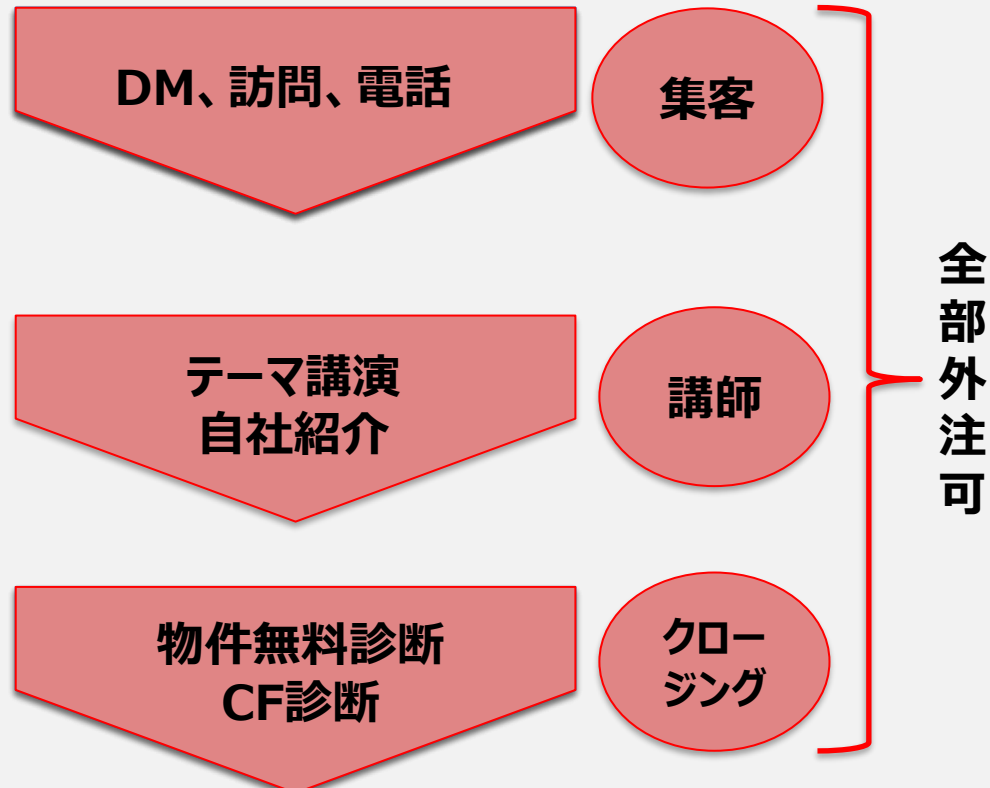 DM、訪問、電話
集客
テーマ講演
自社紹介
講師
物件無料診断
CF診断
クロー
ジング
全部外注可